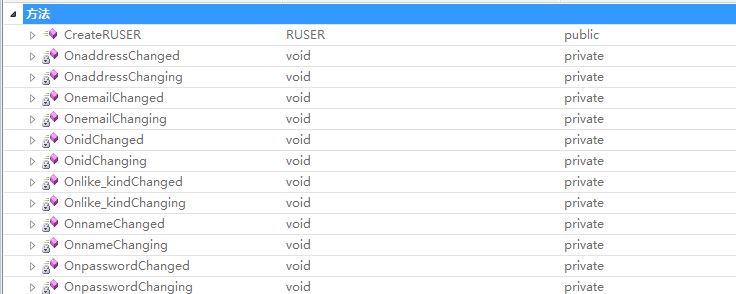 方法
CreateRUSER RUSER public
OnaddressChanged void private
OnaddressChanging void private
OnemailChanged void private
OnemailChanging void private
OnidChanged void private
OnidChanging void private
Onlike_kindChanged void private
Onlike_kindChanging void private
OnnameChanged void private
OnnameChanging void private
OnpasswordChanged void private
OnpasswordChanging void private